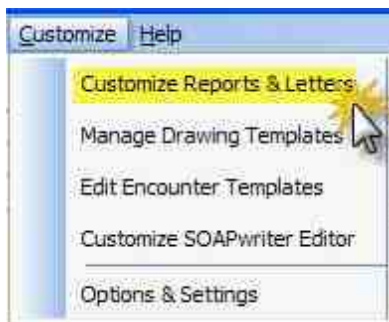 Customize Help
Customize Reports & Letters
Manage Drawing Templates
Edit Encounter Templates
Customize SOAPwriter Editor
Options & Settings